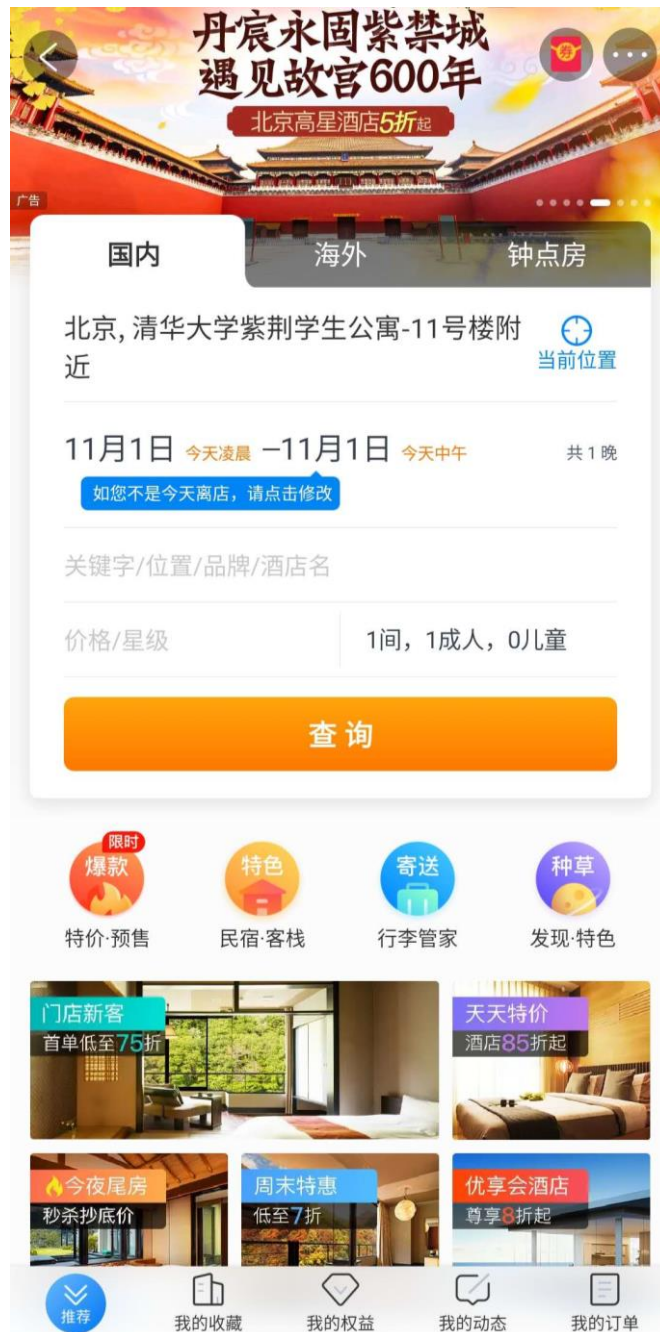 丹宸永固紫禁城
遇见故宫600年
券
北京高星酒店5折起
广告
国内
海外
钟点房
北京, 清华大学紫荆学生公寓-11号楼附
近
当前位置
11月1日 今天凌晨 —11月1日 今天中午 共1晚
如您不是今天离店，请点击修改
关键字/位置/品牌/酒店名
价格/星级
1间，1成人，0儿童
查询
限时
爆款
特色
寄送
种草
特价·预售
民宿·客栈
行李管家
发现·特色
门店新客
首单低至75折
天天特价
酒店85折起
今夜尾房
秒杀抄底价
周末特惠
低至7折
优享会酒店
尊享8折起
推荐
我的收藏
我的权益
我的动态
我的订单